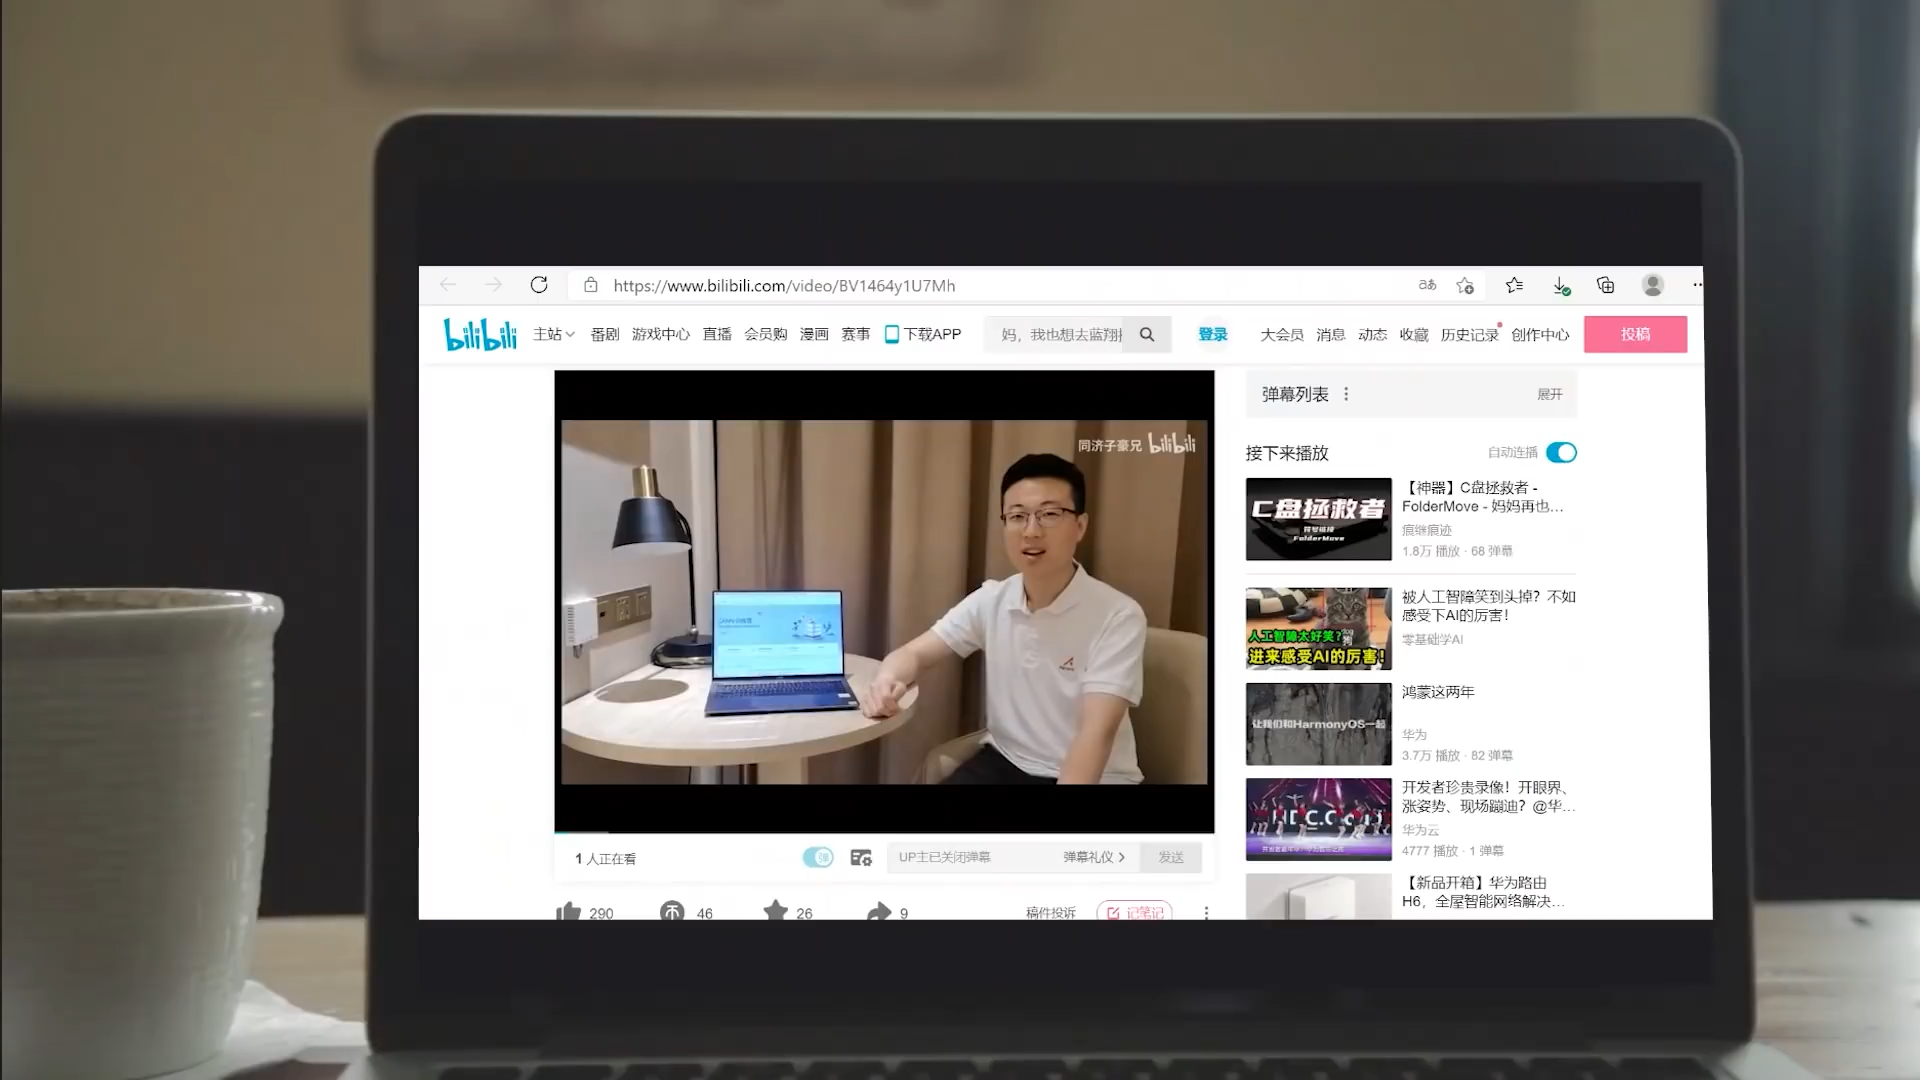 https://www.bilibili.com/video/BV1464y1U7Mh
bilibili 主站 番剧 游戏中心 直播 会员购 漫画 赛事 下载APP 妈，我也想去蓝翔 登录 大会员 消息 动态 收藏 历史记录 创作中心 投稿
同济子豪兄 bilibili
弹幕列表 展开
接下来播放 自动连播
C盘拯救者
FolderMove
【神器】C盘拯救者 -
FolderMove - 妈妈再也…
痕继痕迹
1.8万 播放 · 68 弹幕
人工智障太好笑?
进来感受AI的厉害!
被人工智障笑到头掉？不如
感受下AI的厉害！
零基础学AI
让我们和HarmonyOS一起
鸿蒙这两年
华为
3.7万 播放 · 82 弹幕
开发者珍贵录像！开眼界、
涨姿势、现场蹦迪？@华…
华为云
4777 播放 · 1 弹幕
【新品开箱】华为路由
H6，全屋智能网络解决…
1 人正在看 弹 UP主已关闭弹幕 弹幕礼仪 发送
290 46 26 9 稿件投诉 记笔记